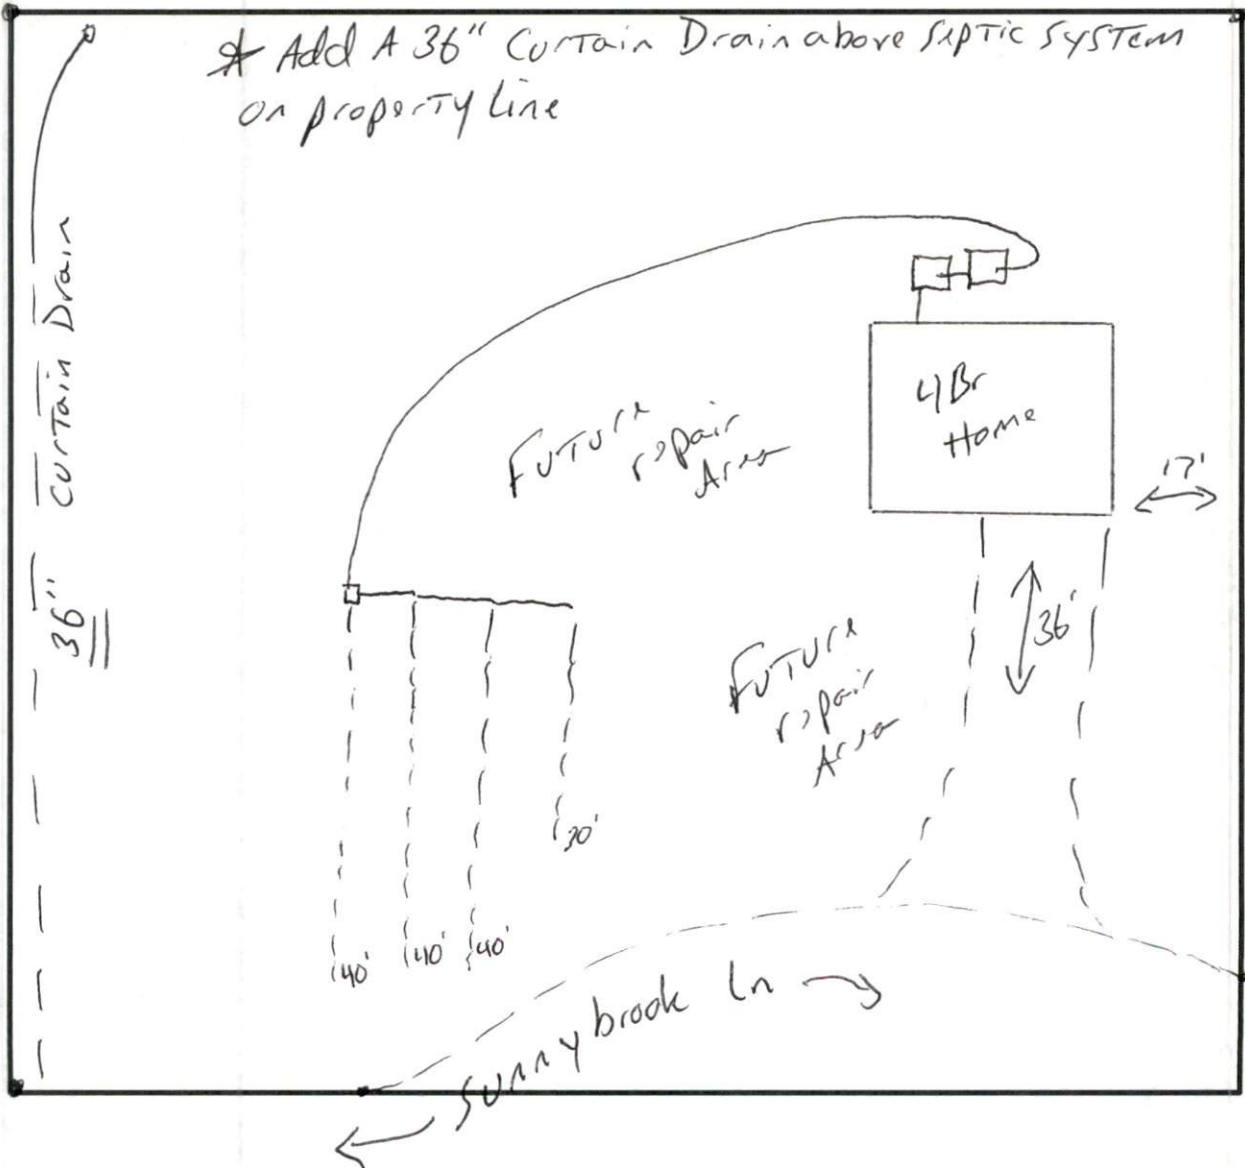 * Add A 36" Curtain Drain above Septic System
on property Line
36" Curtain Drain
4Br
Home
17'
Future
repair
Area
36'
Future
repair
Area
30'
40'
40'
40'
Sunnybrook Ln